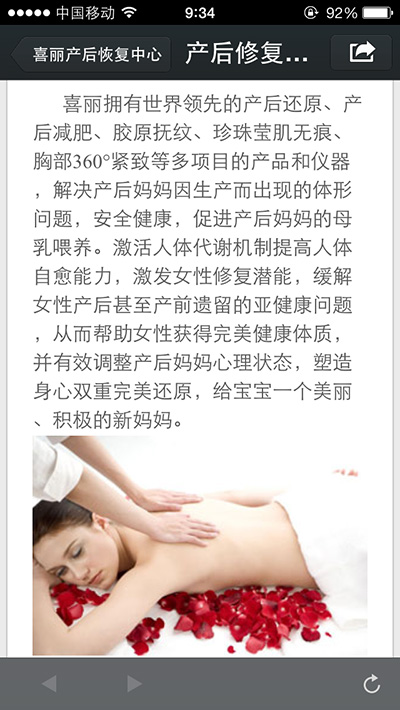 中国移动 9:34 92%
喜丽产后恢复中心 产后修复...
喜丽拥有世界领先的产后还原、产
后减肥、胶原抚纹、珍珠莹肌无痕、
胸部360°紧致等多项目的产品和仪器
，解决产后妈妈因生产而出现的体形
问题，安全健康，促进产后妈妈的母
乳喂养。激活人体代谢机制提高人体
自愈能力，激发女性修复潜能，缓解
女性产后甚至产前遗留的亚健康问题
，从而帮助女性获得完美健康体质，
并有效调整产后妈妈心理状态，塑造
身心双重完美还原，给宝宝一个美丽
、积极的新妈妈。